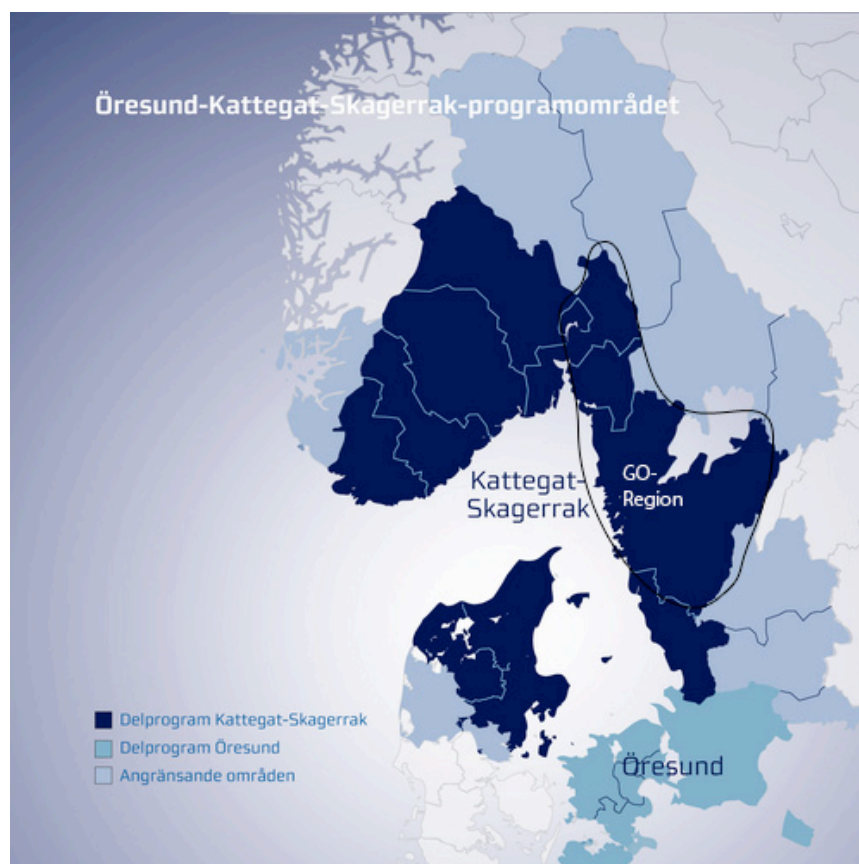 Öresund-Kattegat-Skagerrak-programområdet
Kattegat-
Skagerrak
GO-
Region
Delprogram Kattegat-Skagerrak
Delprogram Öresund
Angränsande områden
Öresund